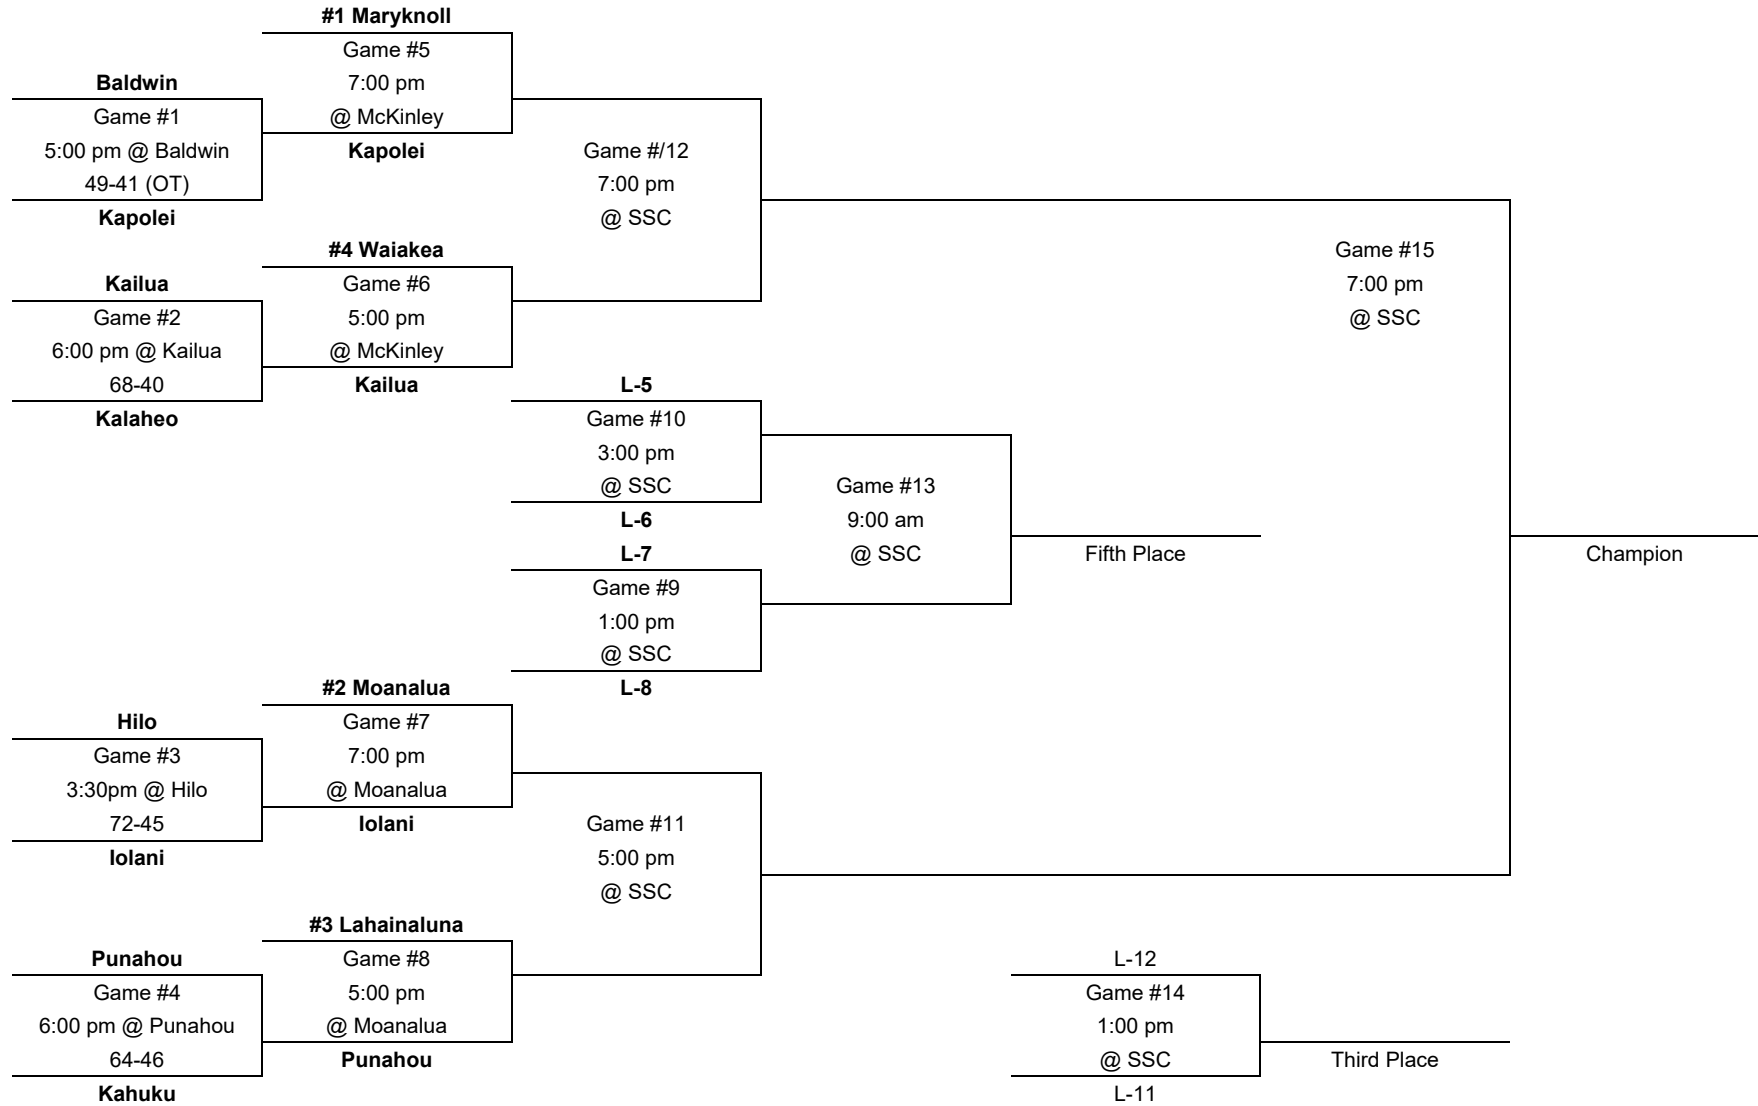 #1 Maryknoll
Game #5
7:00 pm
@ McKinley
Kapolei
Baldwin
Game #1
5:00 pm @ Baldwin
49-41 (OT)
Kapolei
Game #/12
7:00 pm
@ SSC
#4 Waiakea
Game #6
5:00 pm
@ McKinley
Kailua
Kailua
Game #2
6:00 pm @ Kailua
68-40
Kalaheo
Game #15
7:00 pm
@ SSC
L-5
Game #10
3:00 pm
@ SSC
L-6
Game #13
9:00 am
@ SSC
Fifth Place
Champion
L-7
Game #9
1:00 pm
@ SSC
L-8
#2 Moanalua
Game #7
7:00 pm
@ Moanalua
Iolani
Hilo
Game #3
3:30pm @ Hilo
72-45
Iolani
Game #11
5:00 pm
@ SSC
#3 Lahainaluna
Game #8
5:00 pm
@ Moanalua
Punahou
Punahou
Game #4
6:00 pm @ Punahou
64-46
Kahuku
L-12
Game #14
1:00 pm
@ SSC
L-11
Third Place